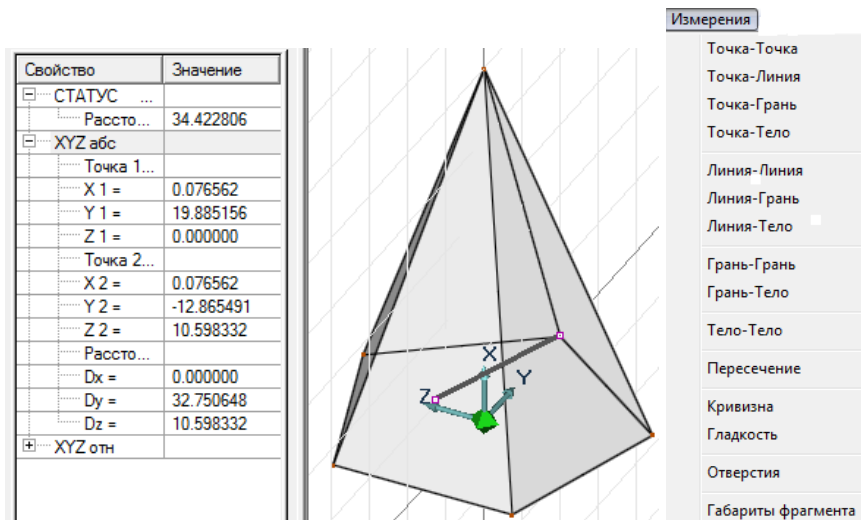 Свойство Значение
СТАТУС ...
Рассто... 34.422806
XYZ абс
Точка 1...
X 1 = 0.076562
Y 1 = 19.885156
Z 1 = 0.000000
Точка 2...
X 2 = 0.076562
Y 2 = -12.865491
Z 2 = 10.598332
Рассто...
Dx = 0.000000
Dy = 32.750648
Dz = 10.598332
XYZ отн
X
Y
Z
Измерения
Точка-Точка
Точка-Линия
Точка-Грань
Точка-Тело
Линия-Линия
Линия-Грань
Линия-Тело
Грань-Грань
Грань-Тело
Тело-Тело
Пересечение
Кривизна
Гладкость
Отверстия
Габариты фрагмента